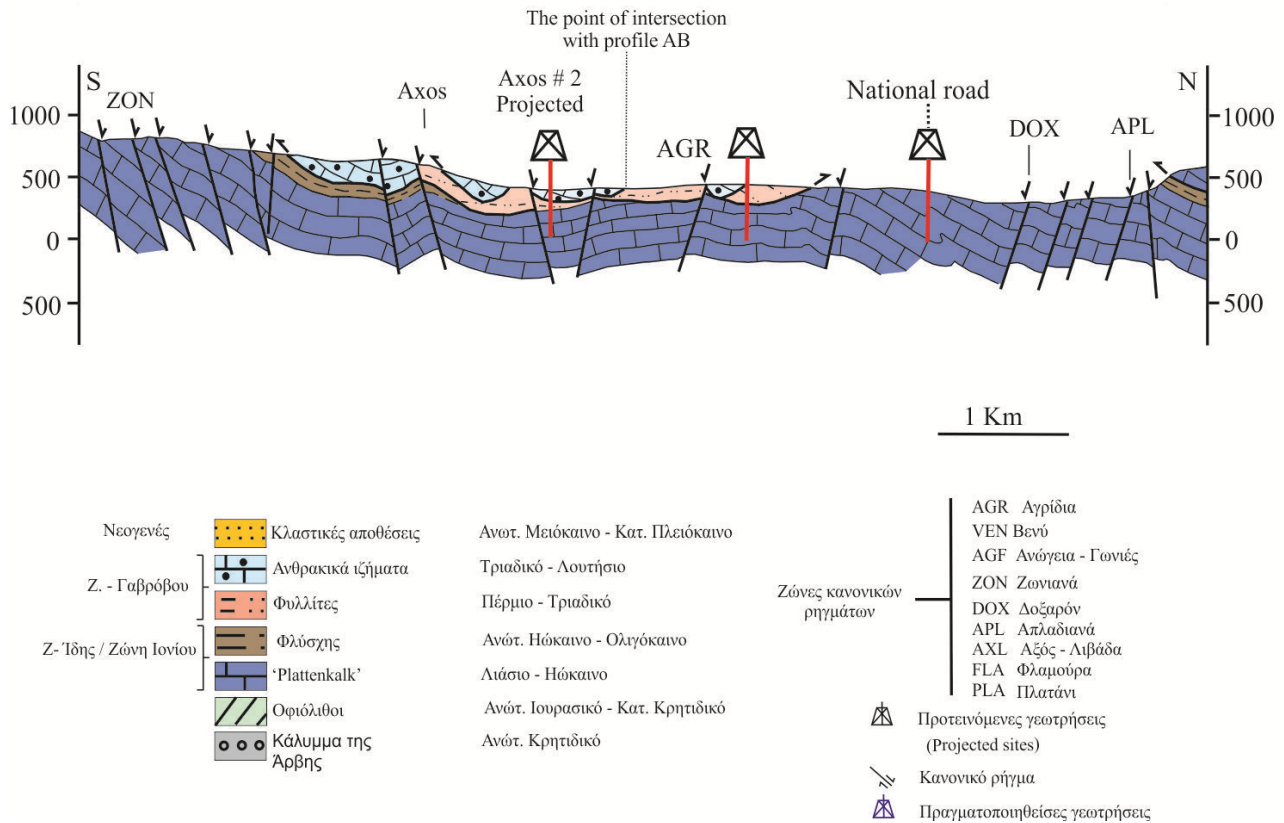 The point of intersection
with profile AB
S
N
ZON
Axos
Axos # 2
Projected
AGR
National road
DOX
APL
1000
500
0
500
1000
500
0
500
1 Km
Νεογενές
Κλαστικές αποθέσεις
Ανωτ. Μειόκαινο - Κατ. Πλειόκαινο
Ζ. - Γαβρόβου
Ανθρακικά ιζήματα
Τριαδικό - Λουτήσιο
Φυλλίτες
Πέρμιο - Τριαδικό
Ζ- Ίδης / Ζώνη Ιονίου
Φλύσχης
Ανώτ. Ηώκαινο - Ολιγόκαινο
‘Plattenkalk’
Λιάσιο - Ηώκαινο
Οφιόλιθοι
Ανώτ. Ιουρασικό - Κατ. Κρητιδικό
Κάλυμμα της
Άρβης
Ανώτ. Κρητιδικό
Ζώνες κανονικών
ρηγμάτων
AGR Αγρίδια
VEN Βενύ
AGF Ανώγεια - Γωνιές
ZON Ζωνιανά
DOX Δοξαρόν
APL Απλαδιανά
AXL Αξός - Λιβάδα
FLA Φλαμούρα
PLA Πλατάνι
Προτεινόμενες γεωτρήσεις
(Projected sites)
Κανονικό ρήγμα
Πραγματοποιηθείσες γεωτρήσεις